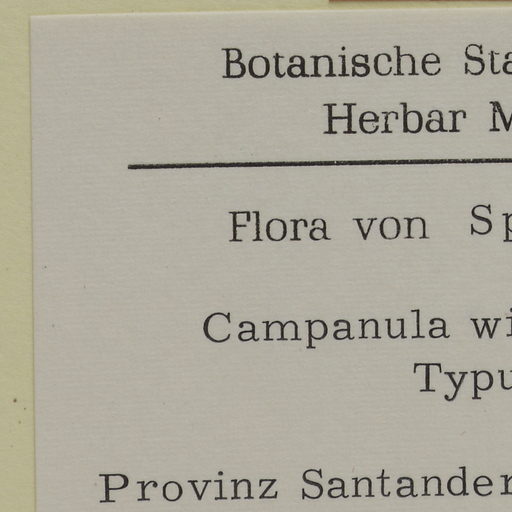 Botanische Sta
Herbar M
Flora von Sp
Campanula wi
Typu
Provinz Santander